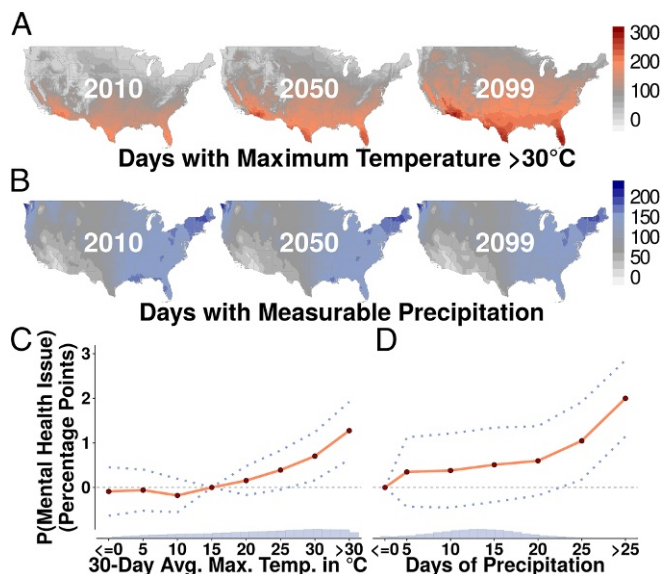 A
2010
2050
2099
300
200
100
0
Days with Maximum Temperature >30°C
B
2010
2050
2099
200
150
100
50
0
Days with Measurable Precipitation
C
D
P(Mental Health Issue)
(Percentage Points)
3
2
1
0
<=0 5 10 15 20 25 30 >30
30-Day Avg. Max. Temp. in °C
<=0 5 10 15 20 25 >25
Days of Precipitation